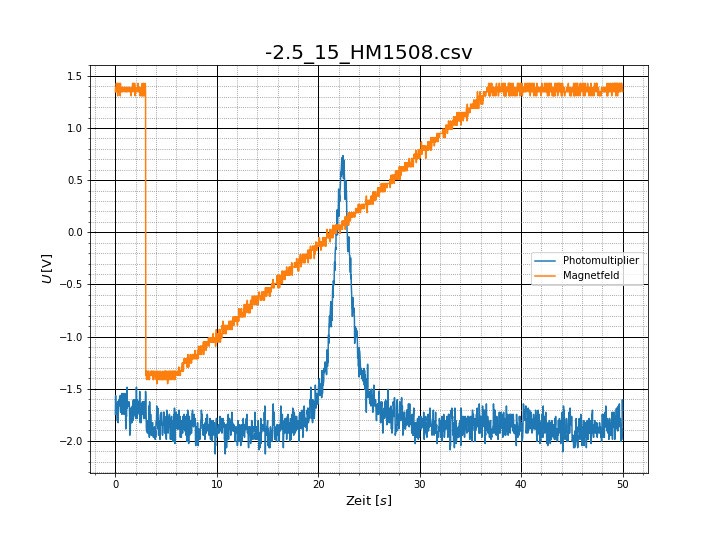 -2.5_15_HM1508.csv
1.5
1.0
0.5
0.0
−0.5
−1.0
−1.5
−2.0
U [V]
Photomultiplier
Magnetfeld
0 10 20 30 40 50
Zeit [s]